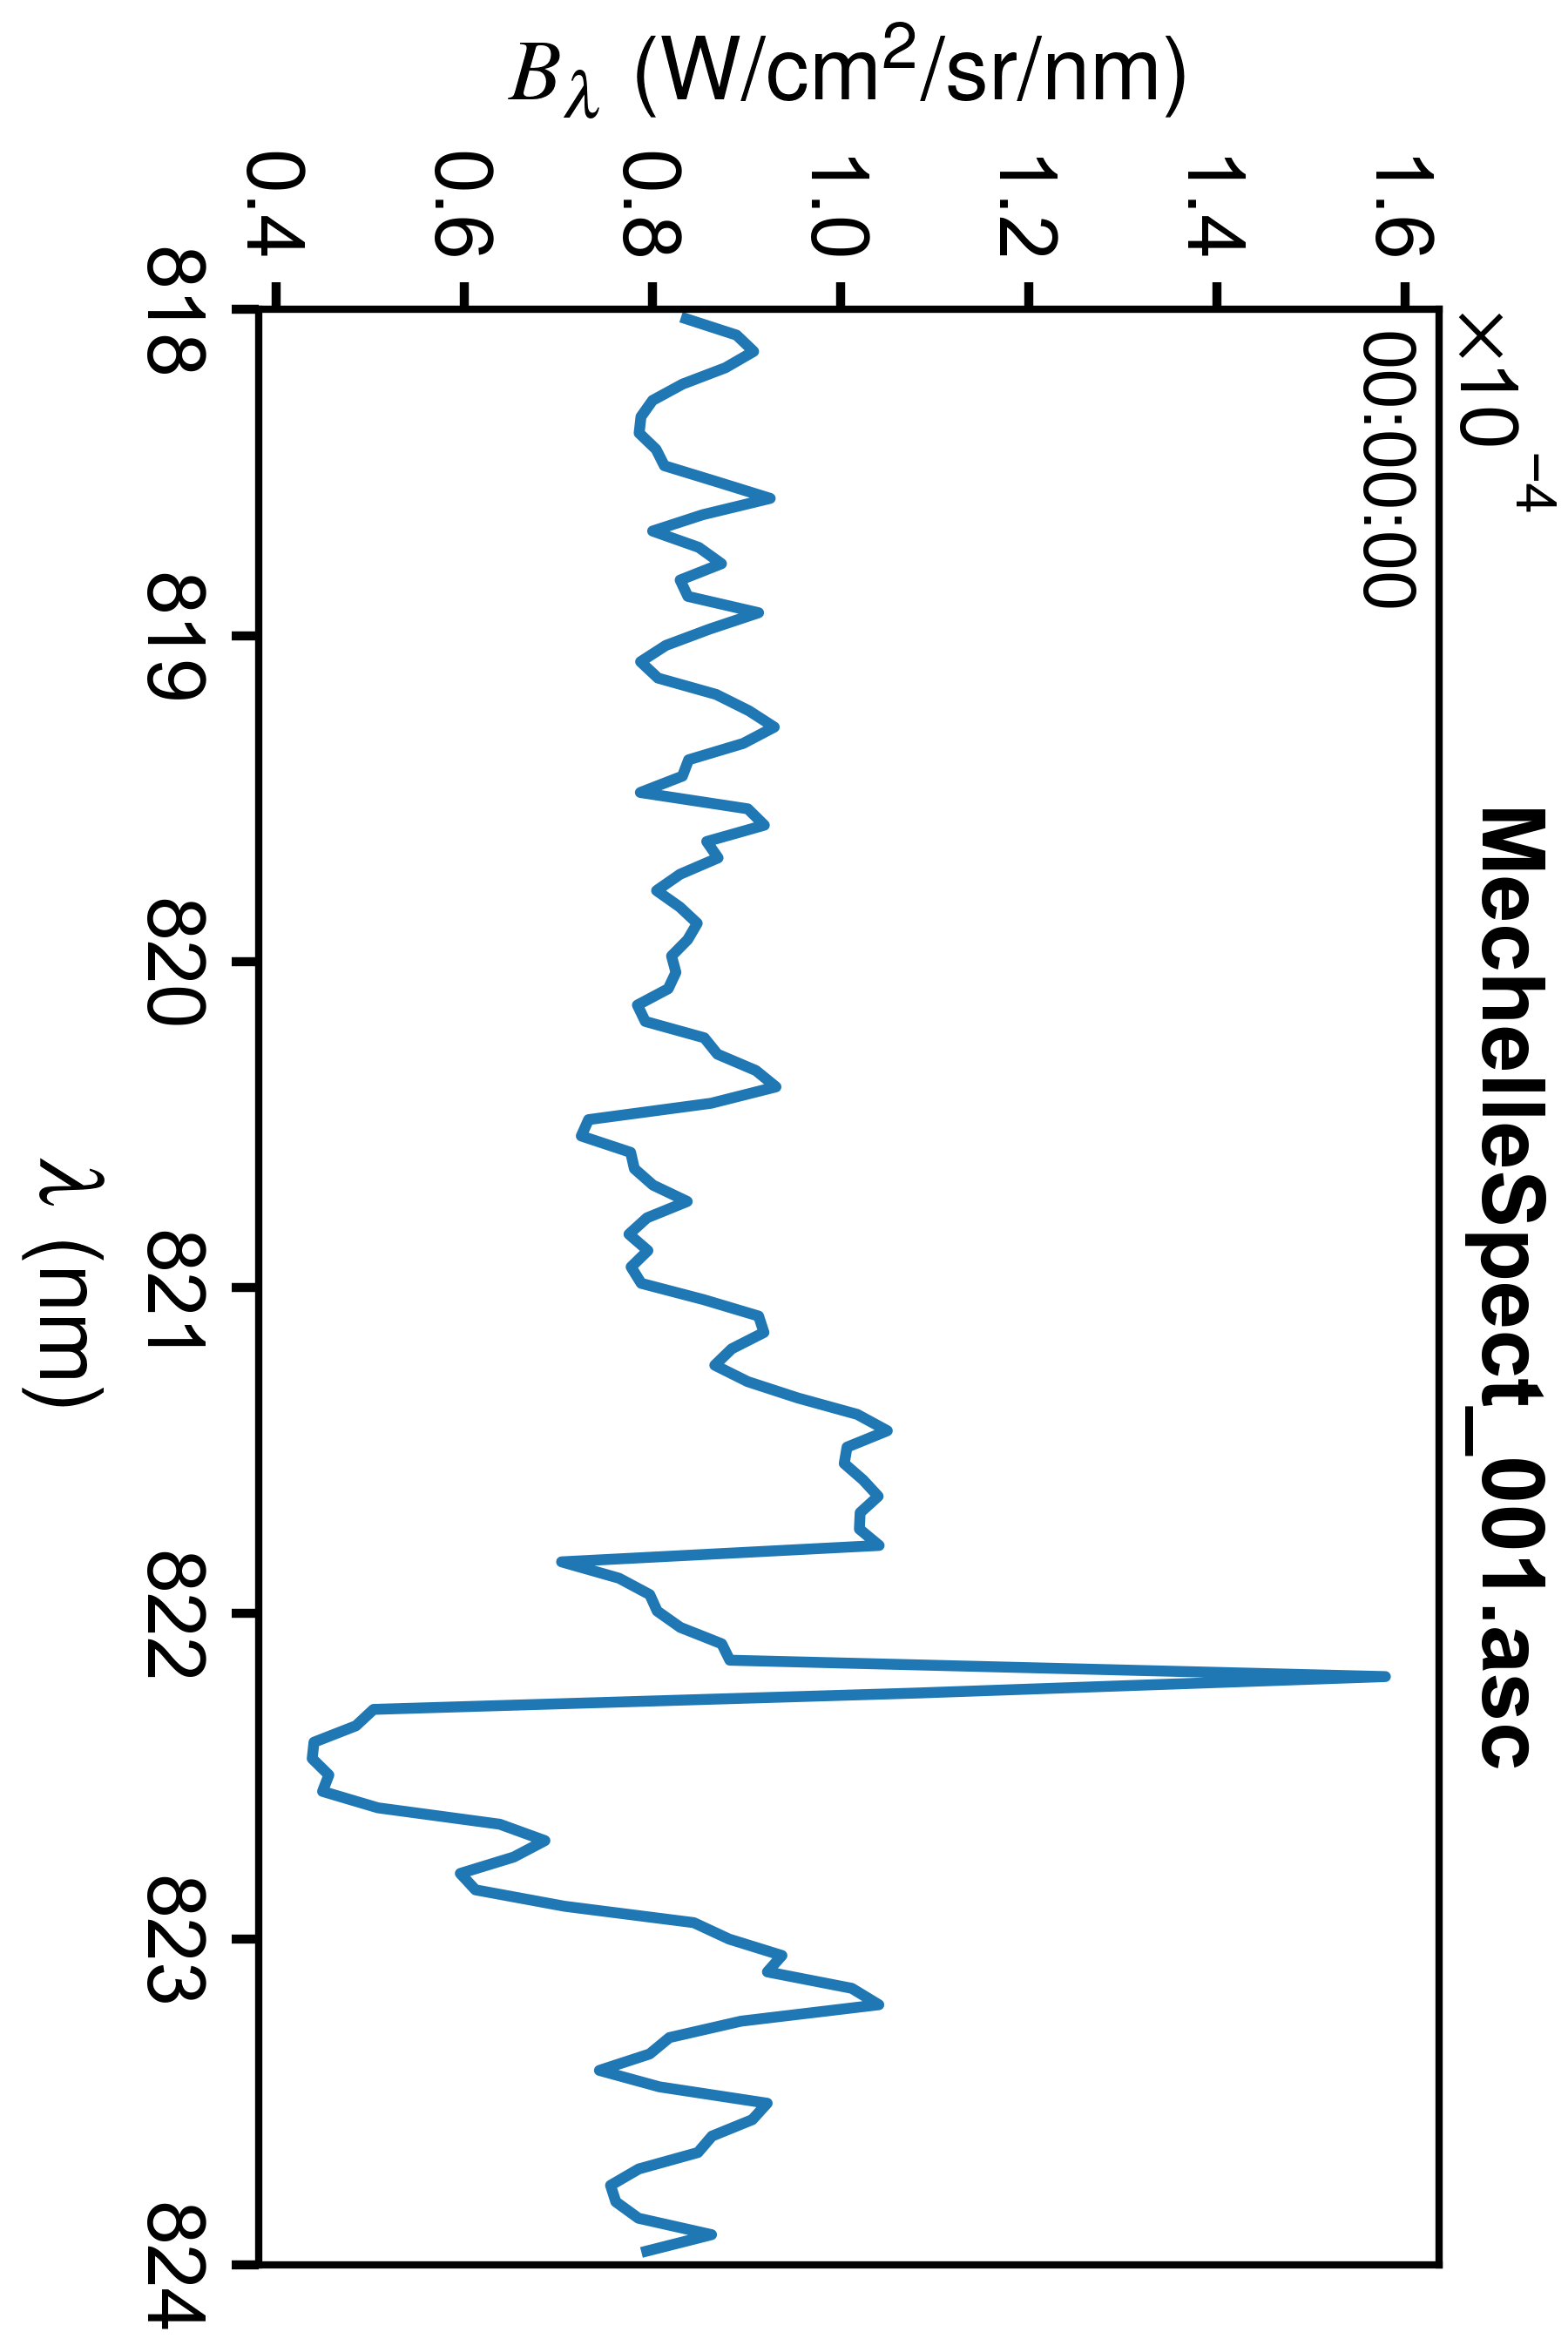 MechelleSpect_001.asc
×10⁻⁴
00:00:00
B_λ (W/cm²/sr/nm)
1.6
1.4
1.2
1.0
0.8
0.6
0.4
818 819 820 821 822 823 824
λ (nm)